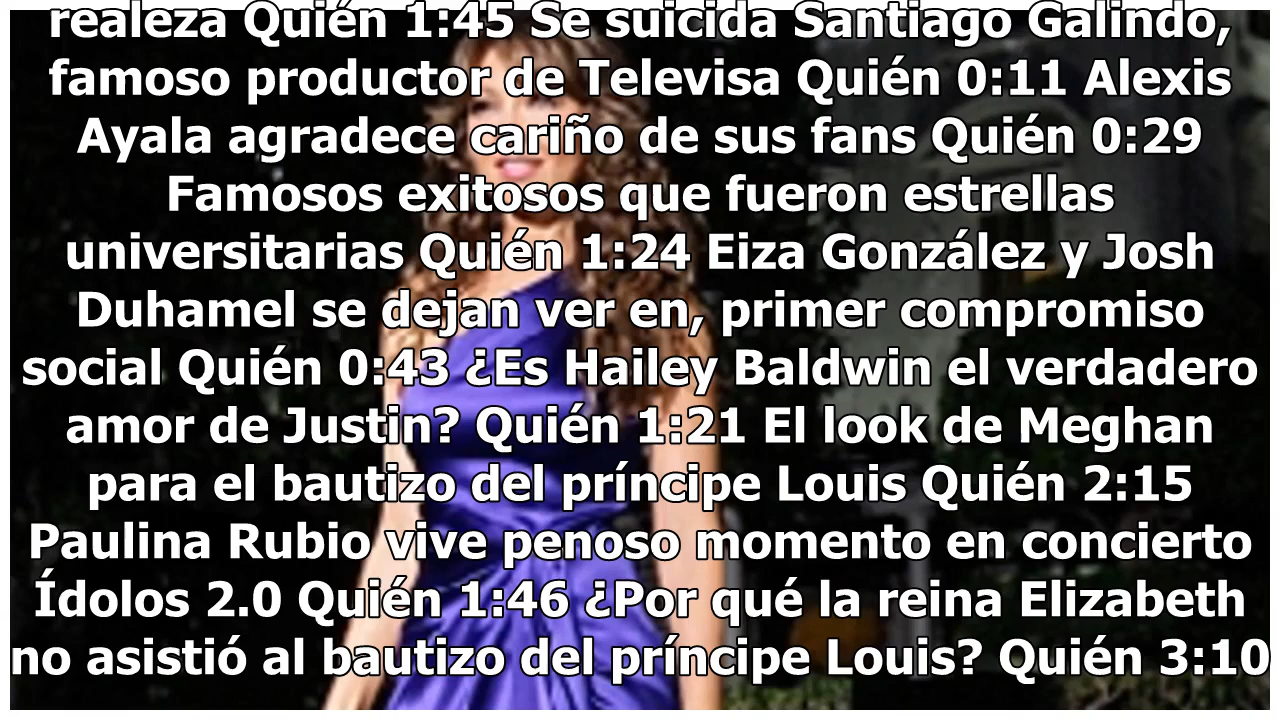 realeza Quién 1:45 Se suicida Santiago Galindo,
famoso productor de Televisa Quién 0:11 Alexis
Ayala agradece cariño de sus fans Quién 0:29
Famosos exitosos que fueron estrellas
universitarias Quién 1:24 Eiza González y Josh
Duhamel se dejan ver en, primer compromiso
social Quién 0:43 ¿Es Hailey Baldwin el verdadero
amor de Justin? Quién 1:21 El look de Meghan
para el bautizo del príncipe Louis Quién 2:15
Paulina Rubio vive penoso momento en concierto
Ídolos 2.0 Quién 1:46 ¿Por qué la reina Elizabeth
no asistió al bautizo del príncipe Louis? Quién 3:10